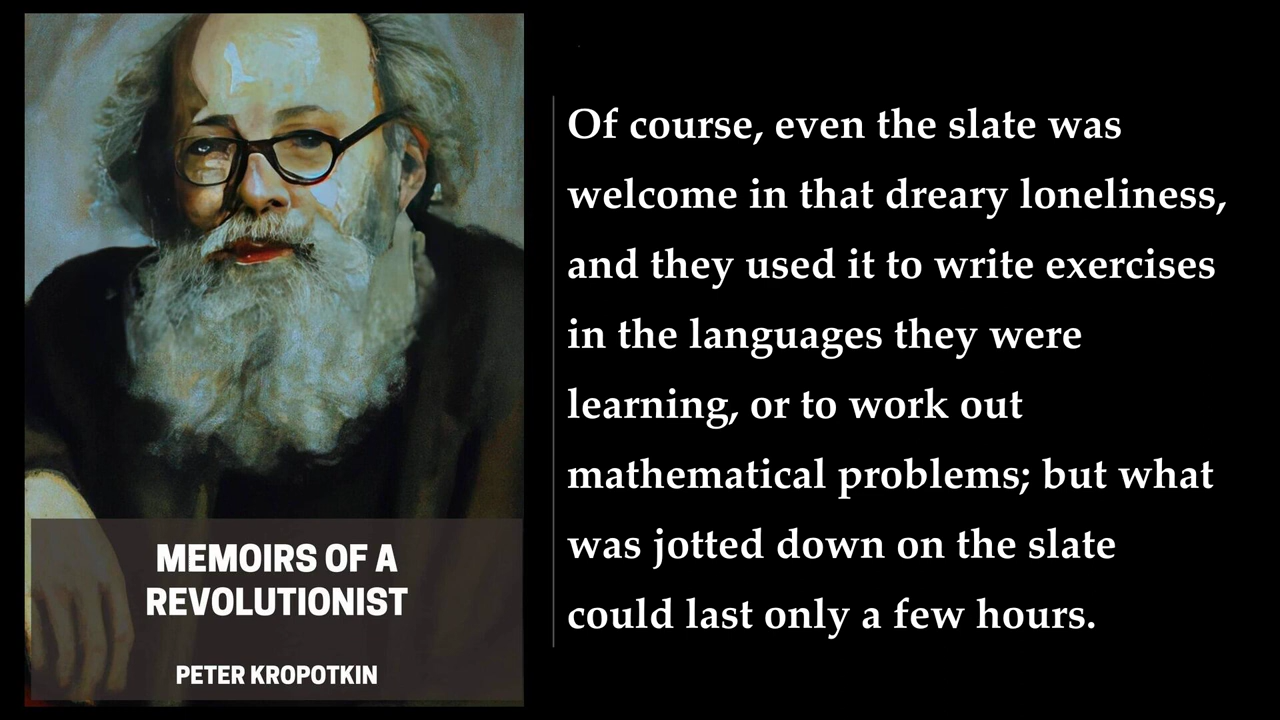 MEMOIRS OF A
REVOLUTIONIST
PETER KROPOTKIN
Of course, even the slate was
welcome in that dreary loneliness,
and they used it to write exercises
in the languages they were
learning, or to work out
mathematical problems; but what
was jotted down on the slate
could last only a few hours.